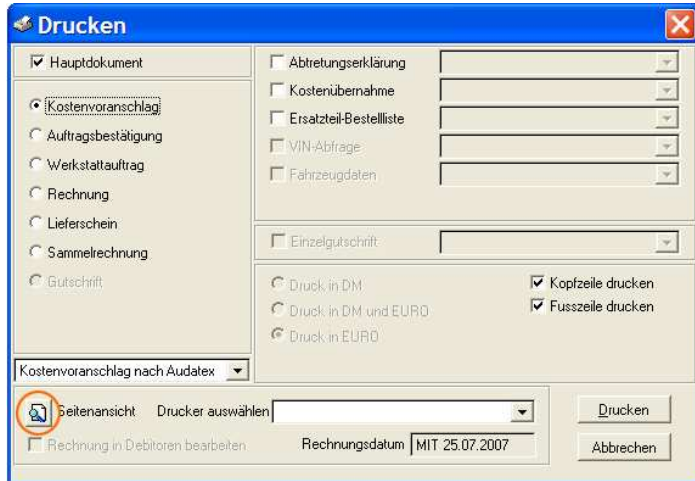 Drucken
Hauptdokument
Kostenvoranschlag
Auftragsbestätigung
Werkstattauftrag
Rechnung
Lieferschein
Sammelrechnung
Gutschrift
Kostenvoranschlag nach Audatex
Abtretungserklärung
Kostenübernahme
Ersatzteil-Bestellliste
VIN-Abfrage
Fahrzeugdaten
Einzelgutschrift
Druck in DM
Druck in DM und EURO
Druck in EURO
Kopfzeile drucken
Fusszeile drucken
Seitenansicht Drucker auswählen
Rechnung in Debitoren bearbeiten Rechnungsdatum MIT 25.07.2007
Drucken
Abbrechen